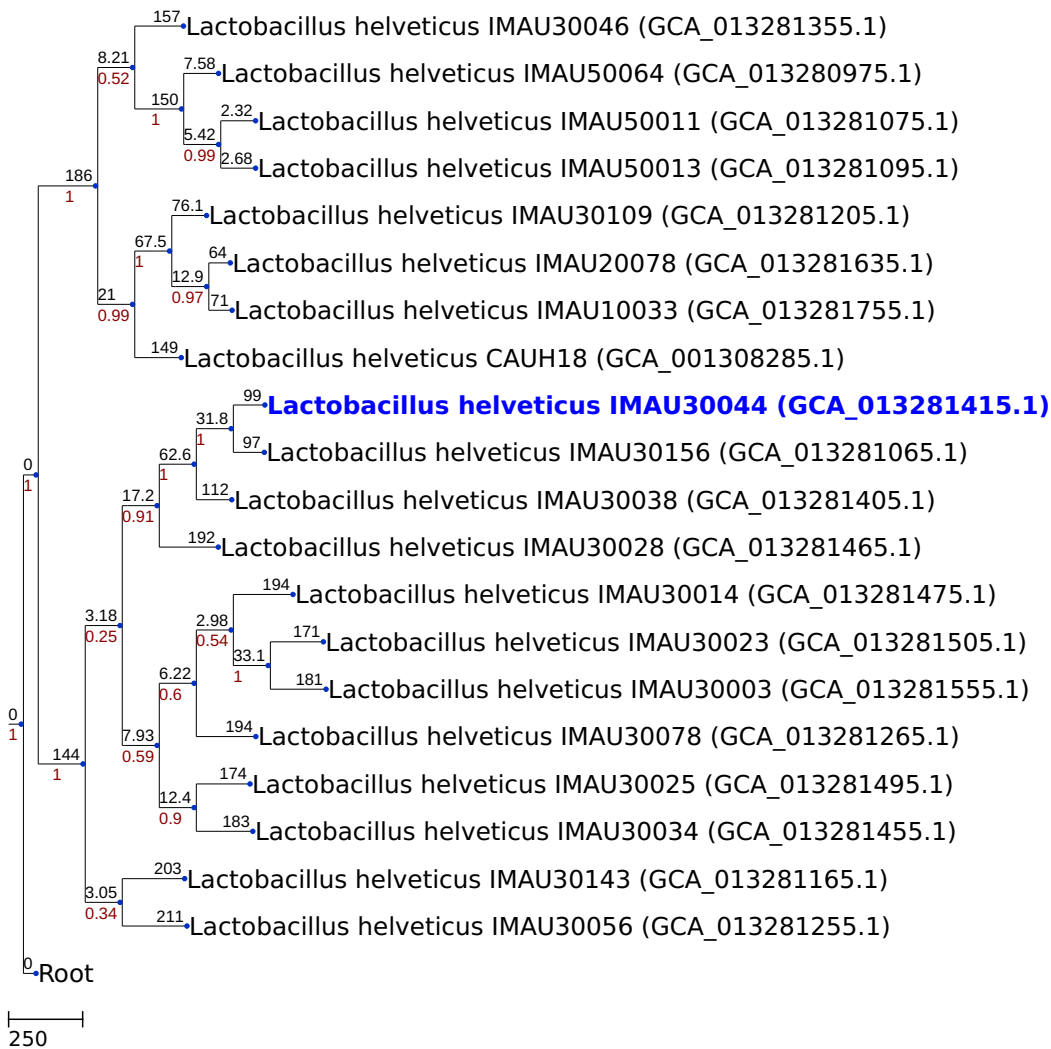 157 Lactobacillus helveticus IMAU30046 (GCA_013281355.1)
8.21
0.52
7.58 Lactobacillus helveticus IMAU50064 (GCA_013280975.1)
150
1
2.32 Lactobacillus helveticus IMAU50011 (GCA_013281075.1)
5.42
0.99
2.68 Lactobacillus helveticus IMAU50013 (GCA_013281095.1)
186
1
76.1 Lactobacillus helveticus IMAU30109 (GCA_013281205.1)
67.5
1
64 Lactobacillus helveticus IMAU20078 (GCA_013281635.1)
12.9
0.97
71 Lactobacillus helveticus IMAU10033 (GCA_013281755.1)
21
0.99
149 Lactobacillus helveticus CAUH18 (GCA_001308285.1)
99 Lactobacillus helveticus IMAU30044 (GCA_013281415.1)
31.8
1
97 Lactobacillus helveticus IMAU30156 (GCA_013281065.1)
62.6
1
112 Lactobacillus helveticus IMAU30038 (GCA_013281405.1)
0
1
17.2
0.91
192 Lactobacillus helveticus IMAU30028 (GCA_013281465.1)
194 Lactobacillus helveticus IMAU30014 (GCA_013281475.1)
3.18
0.25
2.98
0.54
171 Lactobacillus helveticus IMAU30023 (GCA_013281505.1)
33.1
1
181 Lactobacillus helveticus IMAU30003 (GCA_013281555.1)
6.22
0.6
194 Lactobacillus helveticus IMAU30078 (GCA_013281265.1)
0
1
7.93
0.59
144
1
174 Lactobacillus helveticus IMAU30025 (GCA_013281495.1)
12.4
0.9
183 Lactobacillus helveticus IMAU30034 (GCA_013281455.1)
203 Lactobacillus helveticus IMAU30143 (GCA_013281165.1)
3.05
0.34
211 Lactobacillus helveticus IMAU30056 (GCA_013281255.1)
0 Root
250